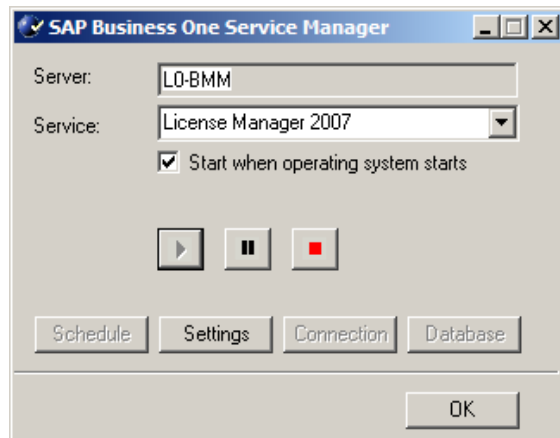 SAP Business One Service Manager
Server: L0-BMM
Service: License Manager 2007
Start when operating system starts
Schedule Settings Connection Database
OK